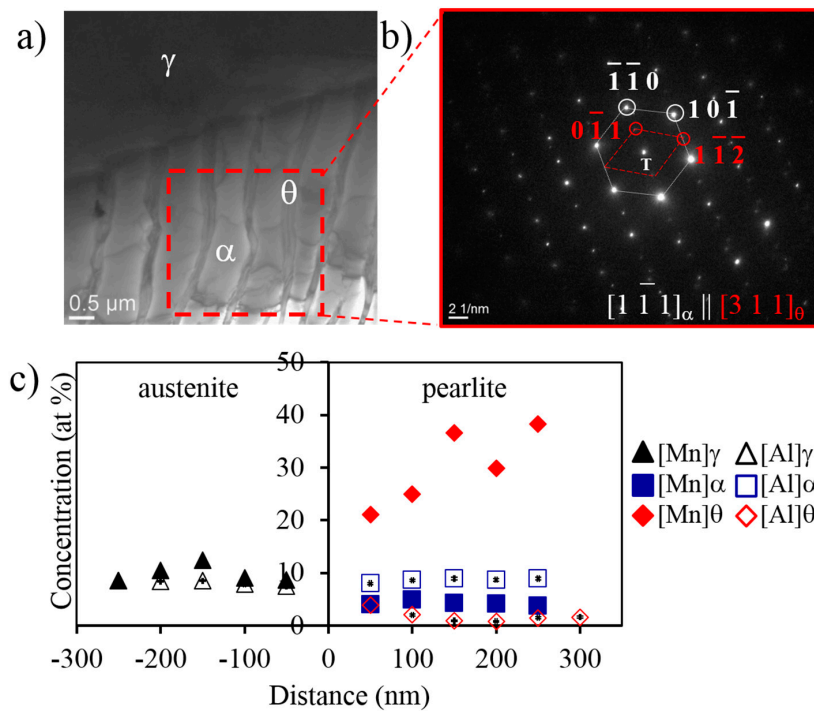 a)
γ
θ
α
0.5 μm
b)
1̅ 1̅ 0
1 0 1̅
0 1̅ 1
1 1̅ 2̅
T
2 1/nm
[1 1̅ 1]α || [3 1 1]θ
c)
Concentration (at %)
50
40
30
20
10
0
austenite
pearlite
-300
-200
-100
0
100
200
300
Distance (nm)
[Mn]γ
[Al]γ
[Mn]α
[Al]α
[Mn]θ
[Al]θ